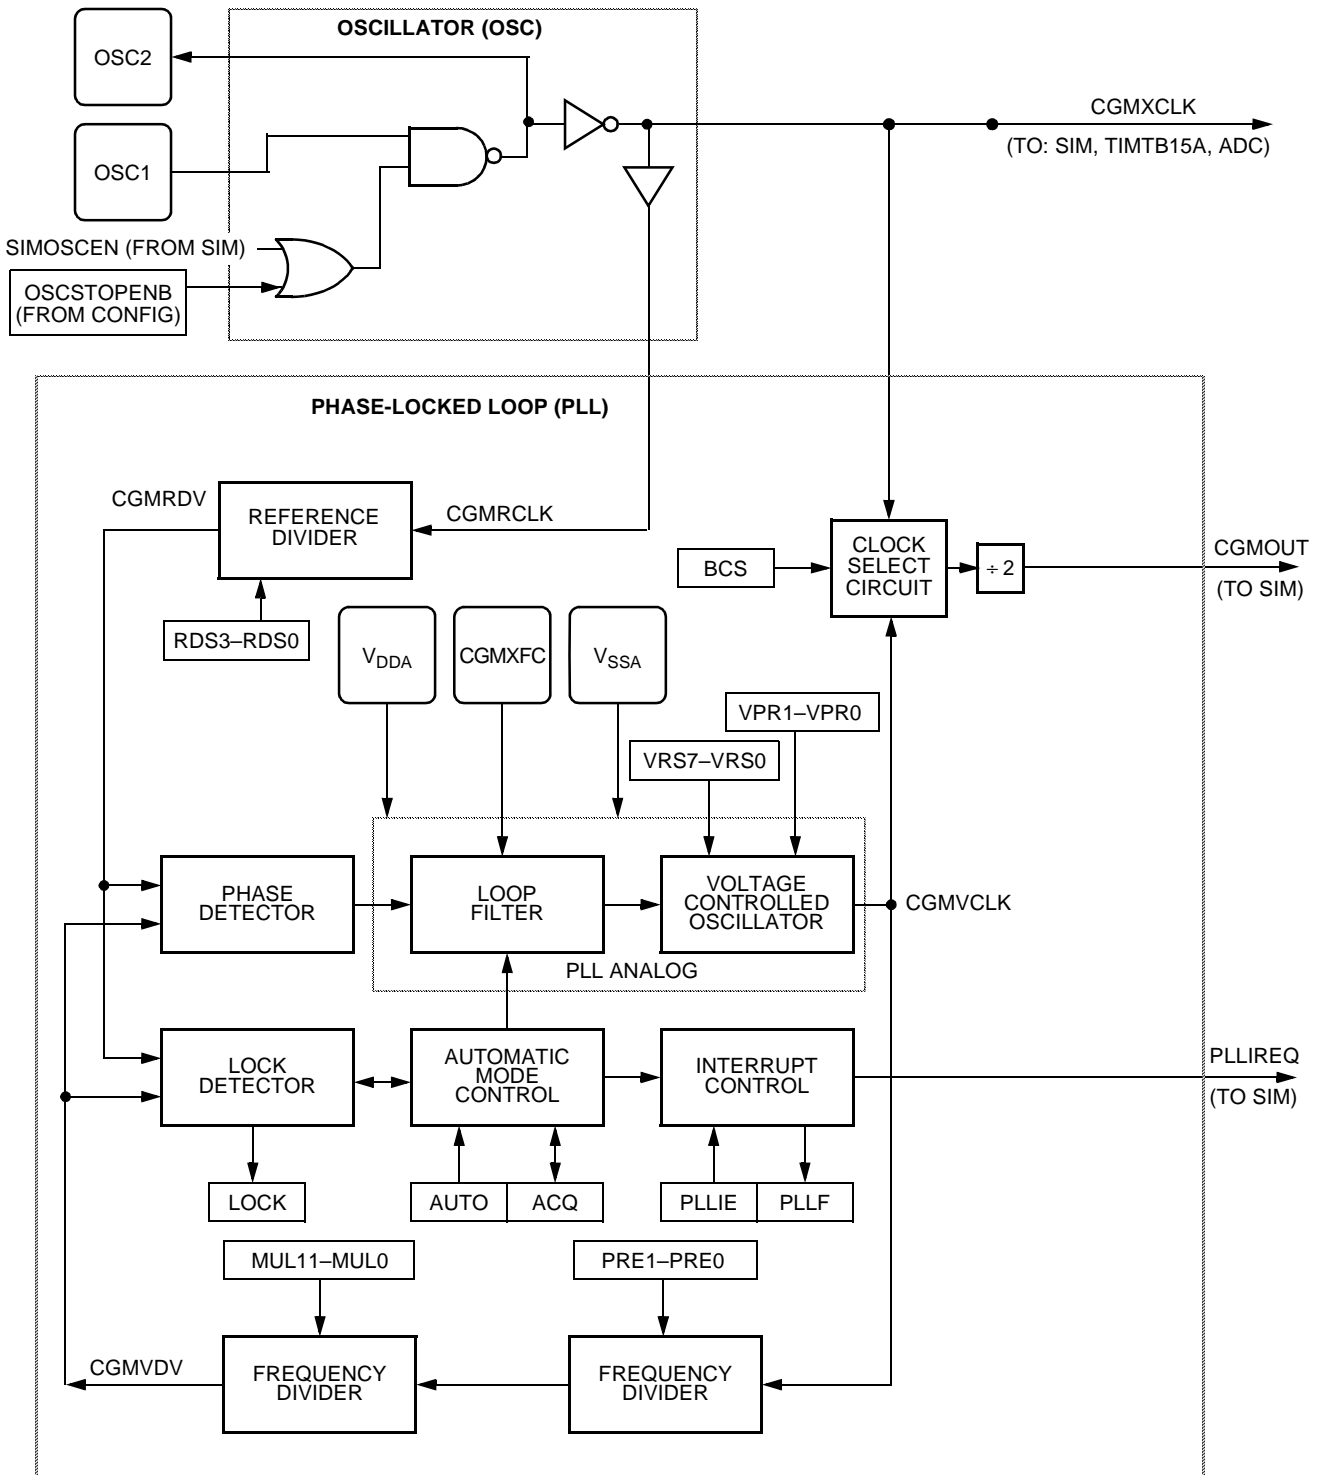 OSCILLATOR (OSC)
OSC2
CGMXCLK
(TO: SIM, TIMTB15A, ADC)
OSC1
SIMOSCEN (FROM SIM)
OSCSTOPENB
(FROM CONFIG)
PHASE-LOCKED LOOP (PLL)
CGMRDV
REFERENCE
DIVIDER
CGMRCLK
CLOCK
SELECT
CIRCUIT
BCS
÷ 2
CGMOUT
(TO SIM)
RDS3–RDS0
VDDA
CGMXFC
VSSA
VPR1–VPR0
VRS7–VRS0
PHASE
DETECTOR
LOOP
FILTER
VOLTAGE
CONTROLLED
OSCILLATOR
CGMVCLK
PLL ANALOG
LOCK
DETECTOR
AUTOMATIC
MODE
CONTROL
INTERRUPT
CONTROL
PLLIREQ
(TO SIM)
LOCK
AUTO
ACQ
PLLIE
PLLF
MUL11–MUL0
PRE1–PRE0
CGMVDV
FREQUENCY
DIVIDER
FREQUENCY
DIVIDER